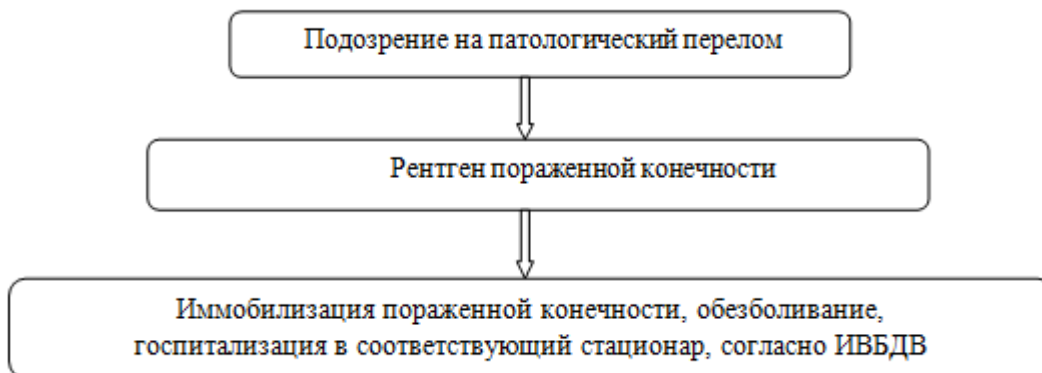 Подозрение на патологический перелом
Рентген пораженной конечности
Иммобилизация пораженной конечности, обезболивание,
госпитализация в соответствующий стационар, согласно ИВБДВ